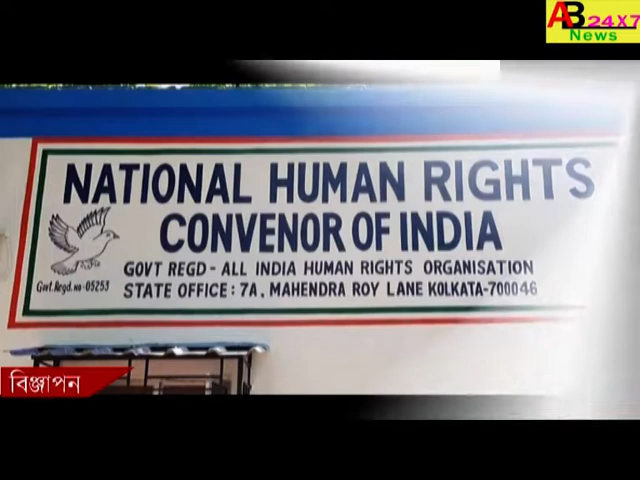 AB 24X7
News
NATIONAL HUMAN RIGHTS
CONVENOR OF INDIA
GOVT REGD - ALL INDIA HUMAN RIGHTS ORGANISATION
Govt.Regd.no-05253
STATE OFFICE : 7A, MAHENDRA ROY LANE KOLKATA-700046
বিজ্ঞাপন